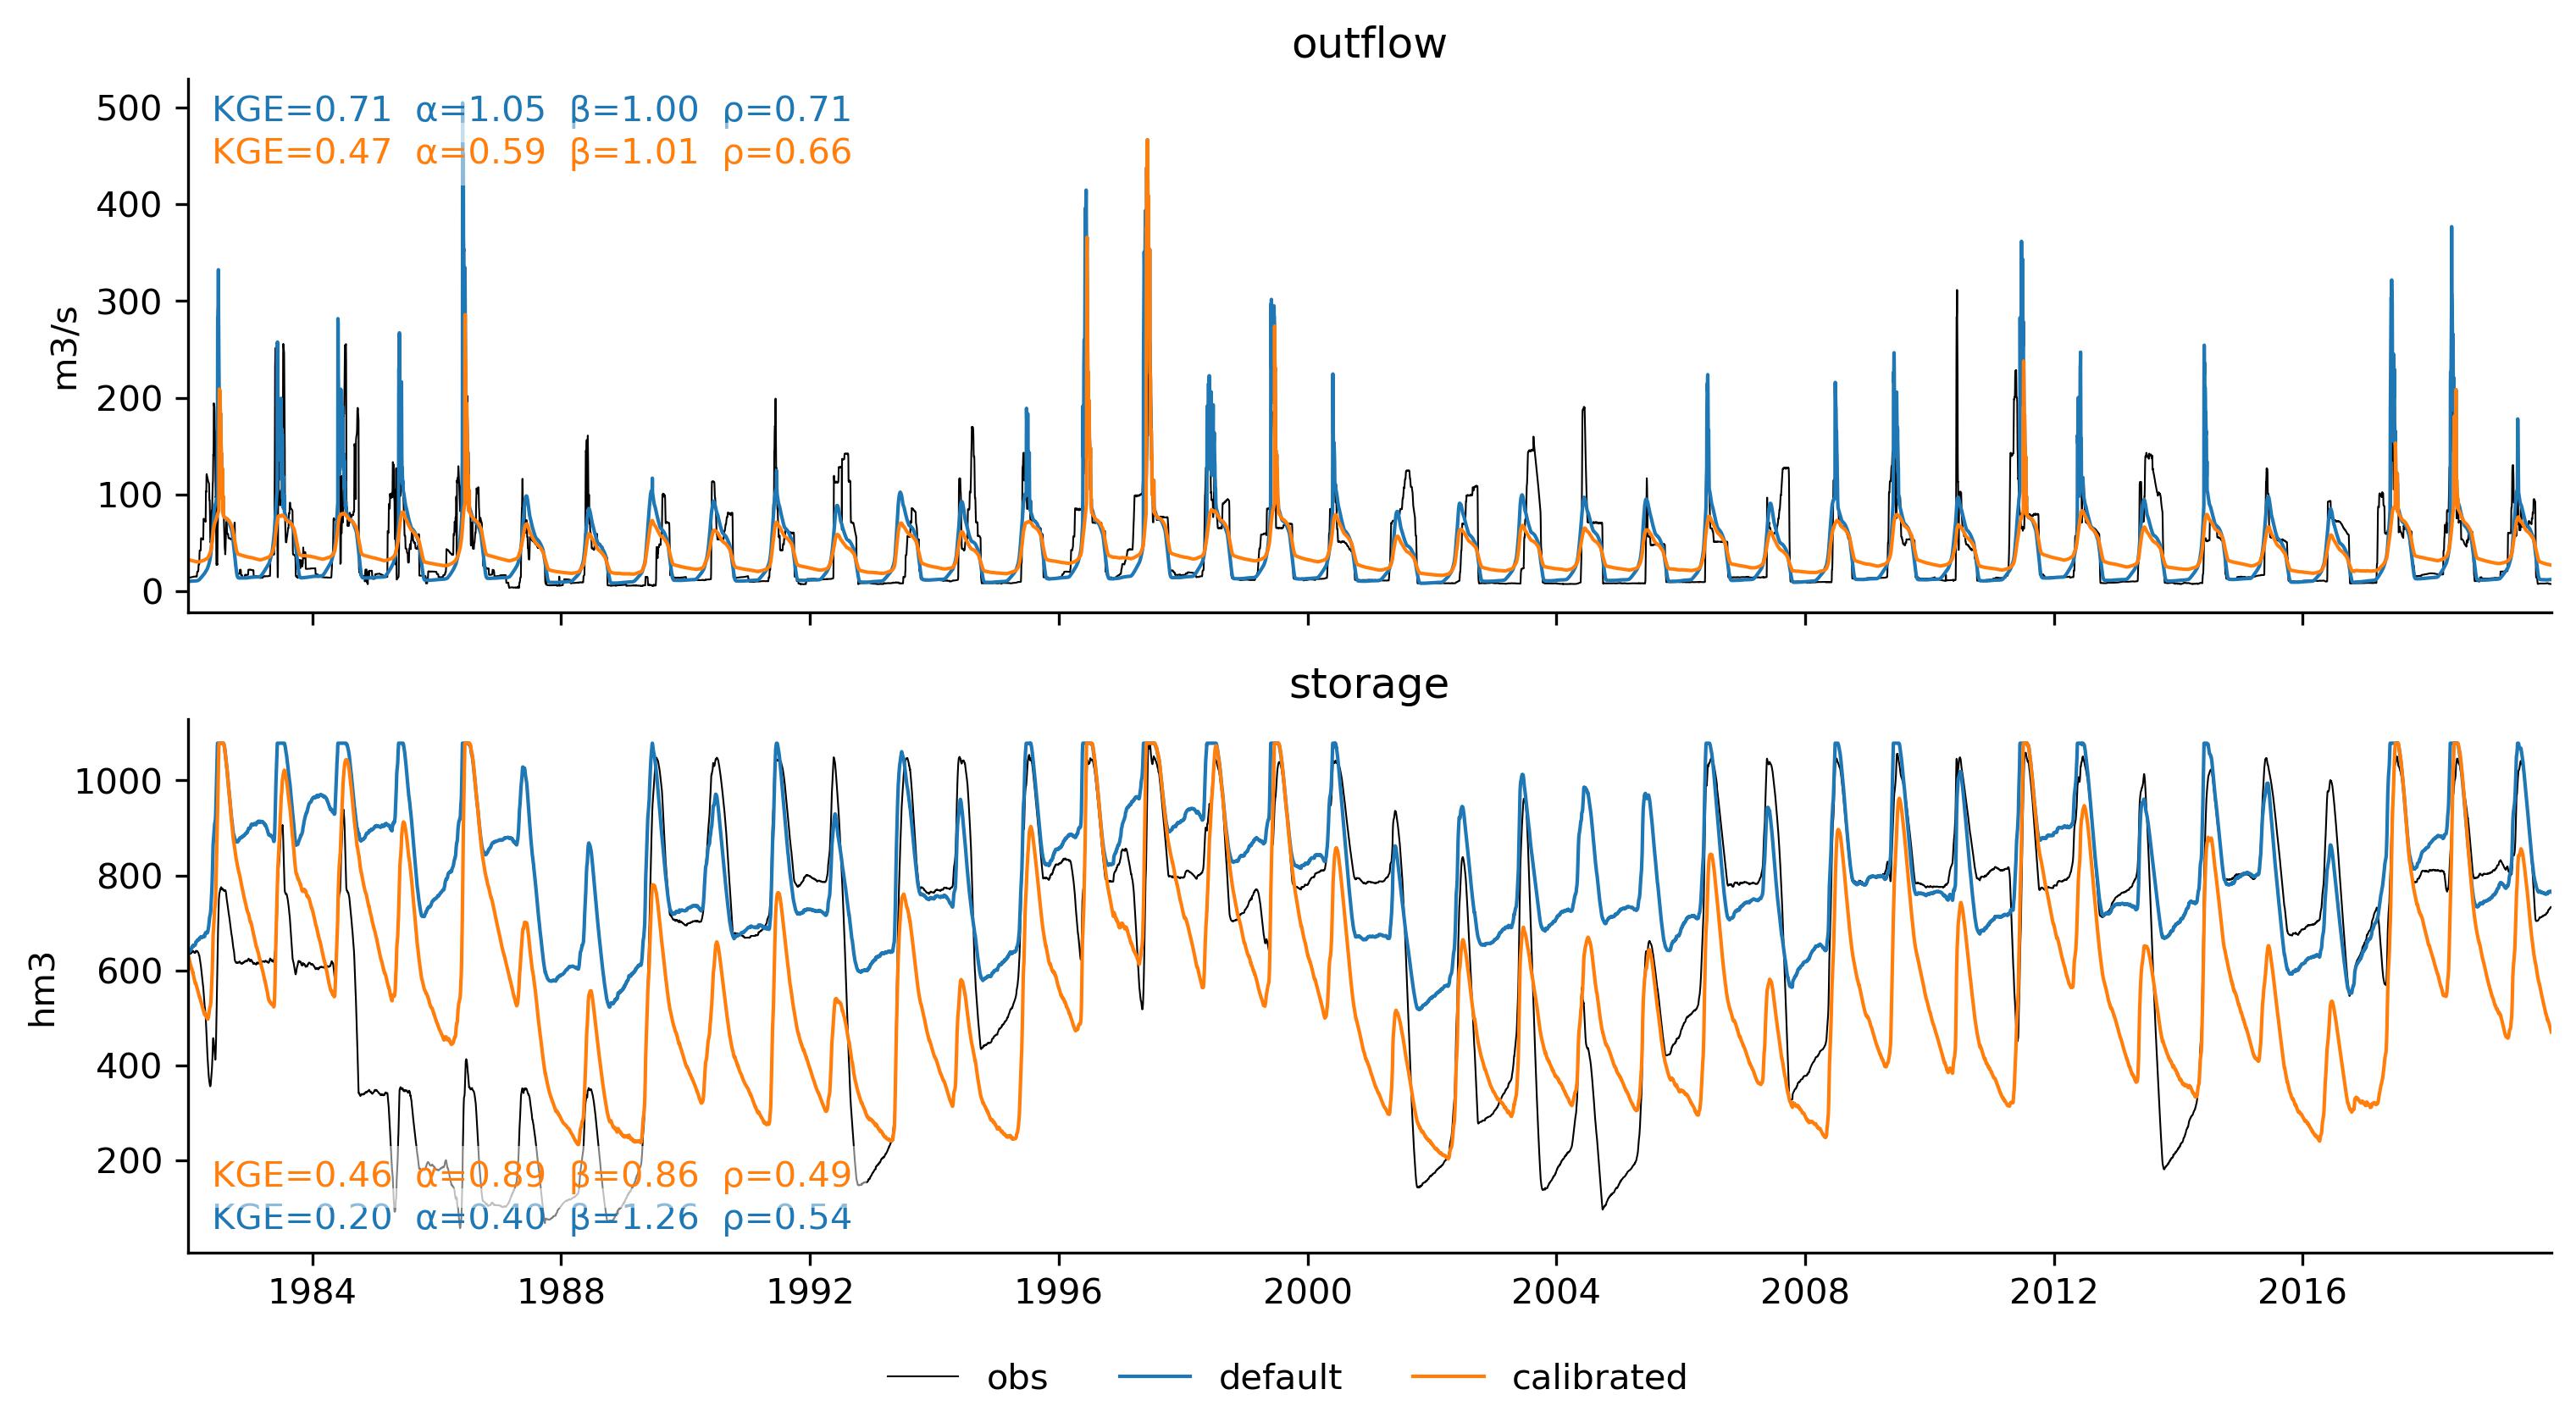 outflow
KGE=0.71 α=1.05 β=1.00 ρ=0.71
KGE=0.47 α=0.59 β=1.01 ρ=0.66
500
400
300
200
100
0
m3/s
storage
1000
800
600
400
200
hm3
KGE=0.46 α=0.89 β=0.86 ρ=0.49
KGE=0.20 α=0.40 β=1.26 ρ=0.54
1984 1988 1992 1996 2000 2004 2008 2012 2016
obs default calibrated